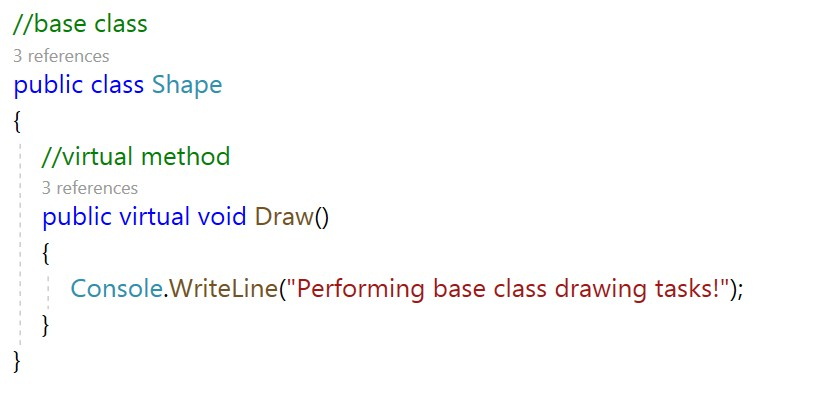 //base class
3 references
public class Shape
{
//virtual method
3 references
public virtual void Draw()
{
Console.WriteLine("Performing base class drawing tasks!");
}
}